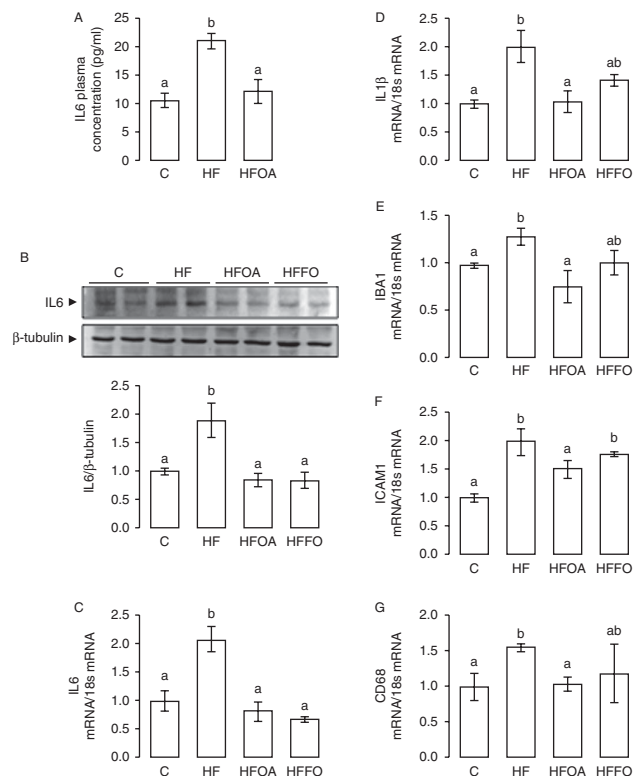 A
IL6 plasma
concentration (pg/ml)
25
20
15
10
5
0
a
b
a
C HF HFOA
B
C HF HFOA HFFO
IL6
β-tubulin
IL6/β-tubulin
2.5
2.0
1.5
1.0
0.5
0.0
a
b
a
a
C HF HFOA HFFO
C
IL6
mRNA/18s mRNA
2.5
2.0
1.5
1.0
0.5
0.0
a
b
a
a
C HF HFOA HFFO
D
IL1β
mRNA/18s mRNA
2.5
2.0
1.5
1.0
0.5
0.0
a
b
a
ab
C HF HFOA HFFO
E
IBA1
mRNA/18s mRNA
1.5
1.0
0.5
0.0
a
b
a
ab
C HF HFOA HFFO
F
ICAM1
mRNA/18s mRNA
2.5
2.0
1.5
1.0
0.5
0.0
a
b
a
b
C HF HFOA HFFO
G
CD68
mRNA/18s mRNA
2.0
1.5
1.0
0.5
0.0
a
b
a
ab
C HF HFOA HFFO